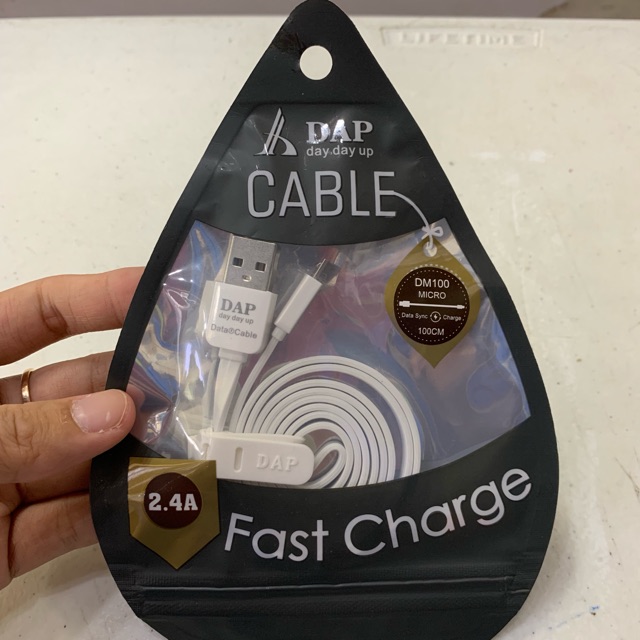 LIFETIME
DAP
day.day up
CABLE
DM100
MICRO
Data Sync Charge
100CM
DAP
day day up
Data®Cable
DAP
2.4A
Fast Charge